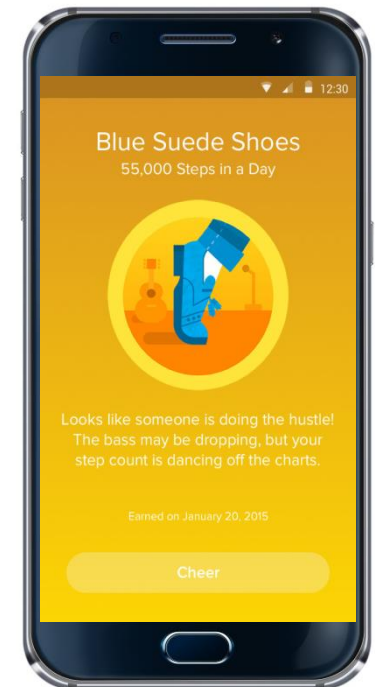 12:30
Blue Suede Shoes
55,000 Steps in a Day
Looks like someone is doing the hustle!
The bass may be dropping, but your
step count is dancing off the charts.
Earned on January 20, 2015
Cheer